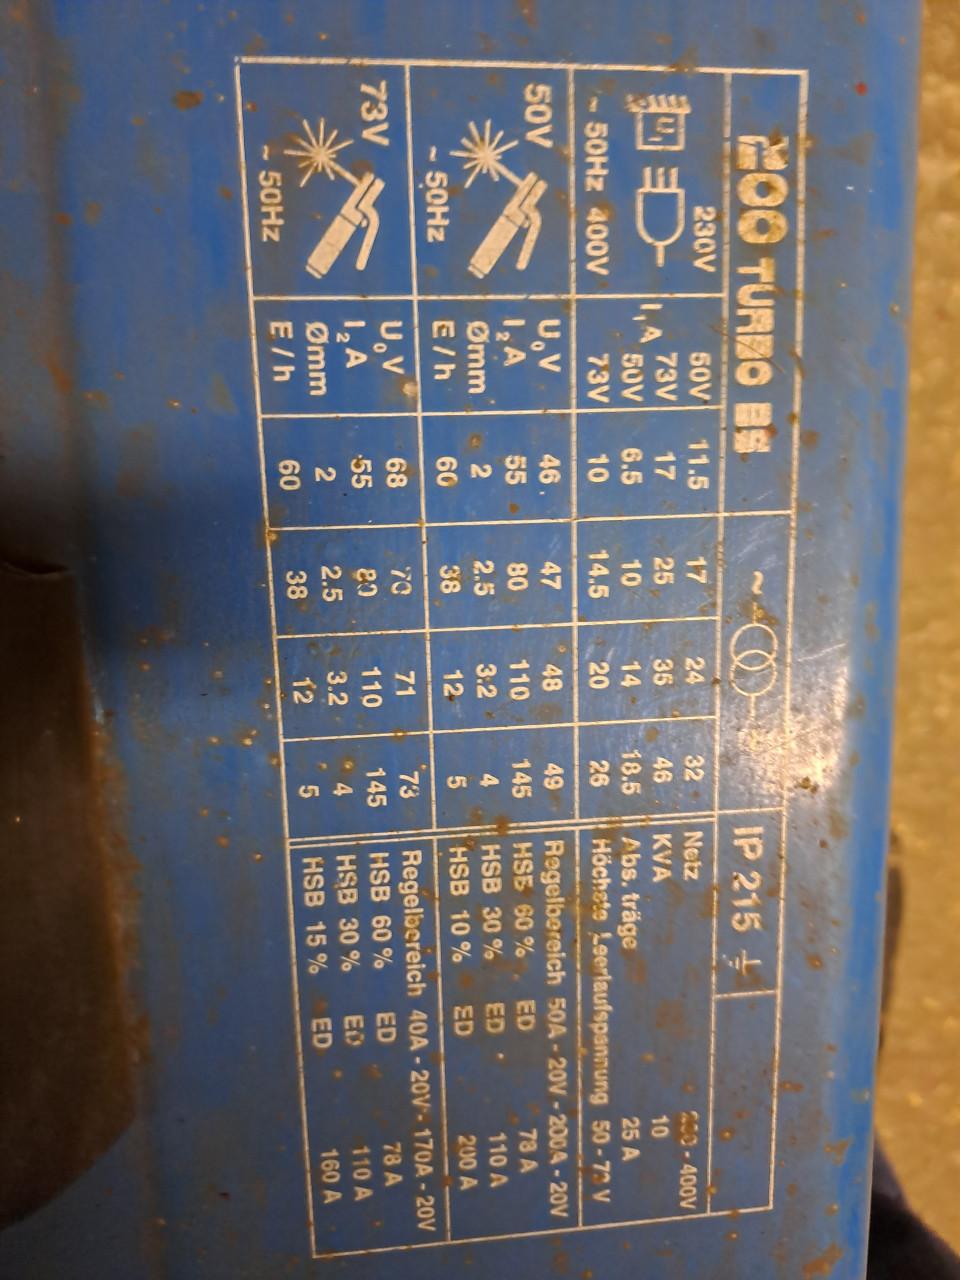 200 TURBO ES ~ IP 215
230V I₁A 50V 11.5 17 24 32 Netz 230 - 400V
U₁ 73V 17 25 35 46 KVA 10
50V 6.5 10 14 18.5 Abs. träge 25 A
~ 50Hz 400V 73V 10 14.5 20 26 Höchste Leerlaufspannung 50 - 73 V
50V U₀V 46 47 48 49 Regelbereich 50A - 20V - 200A - 20V
I₂A 55 80 110 145 HSB 60 % ED 78 A
Ømm 2 2.5 3.2 4 HSB 30 % ED 110 A
~ 50Hz E / h 60 38 12 5 HSB 10 % ED 200 A
73V U₀V 68 70 71 73 Regelbereich 40A - 20V - 170A - 20V
I₂A 55 80 110 145 HSB 60 % ED 78 A
Ømm 2 2.5 3.2 4 HSB 30 % ED 110 A
~ 50Hz E / h 60 38 12 5 HSB 15 % ED 160 A